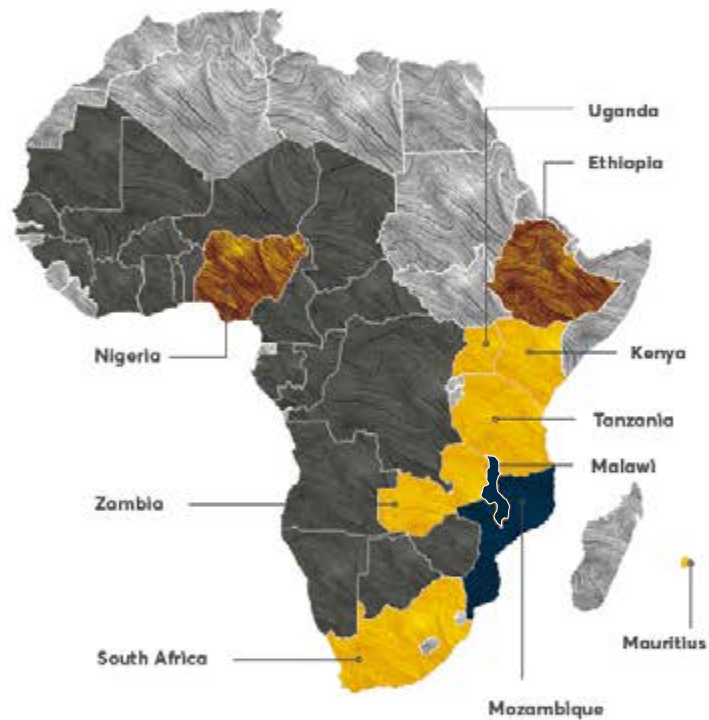 Uganda
Ethiopia
Nigeria
Kenya
Tanzania
Malawi
Zambia
Mauritius
South Africa
Mozambique